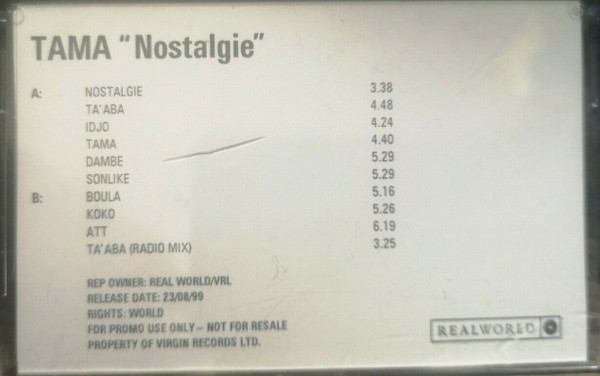 TAMA "Nostalgie"
A: NOSTALGIE 3.38
TA'ABA 4.48
IDJO 4.24
TAMA 4.40
DAMBE 5.29
SONLIKE 5.29
B: BOULA 5.16
KOKO 5.26
ATT 6.19
TA'ABA (RADIO MIX) 3.25
REP OWNER: REAL WORLD/VRL
RELEASE DATE: 23/08/99
RIGHTS: WORLD
FOR PROMO USE ONLY – NOT FOR RESALE
PROPERTY OF VIRGIN RECORDS LTD.
REALWORLD